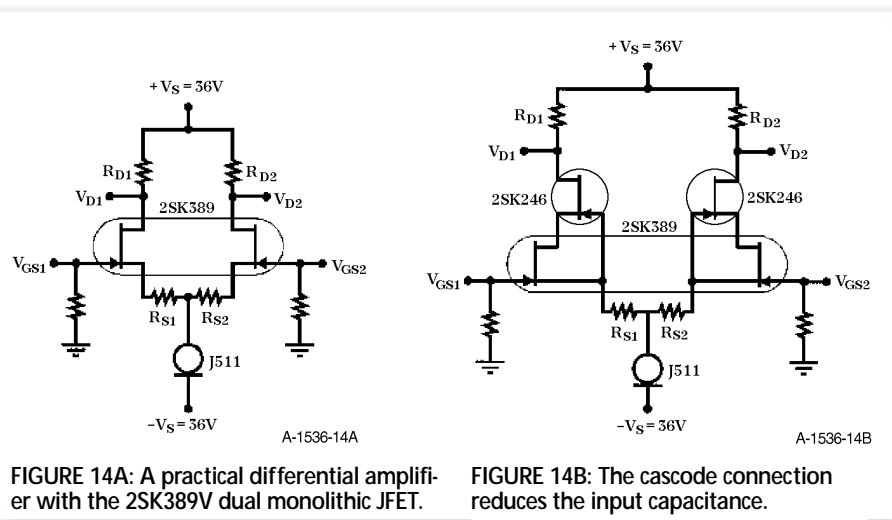 +VS = 36V
RD1
RD2
VD1
VD2
2SK389
VGS1
VGS2
RS1
RS2
J511
−VS = 36V
A-1536-14A
FIGURE 14A: A practical differential amplifi-
er with the 2SK389V dual monolithic JFET.
+VS = 36V
RD1
RD2
VD1
VD2
2SK246
2SK246
2SK389
VGS1
VGS2
RS1
RS2
J511
−VS = 36V
A-1536-14B
FIGURE 14B: The cascode connection
reduces the input capacitance.